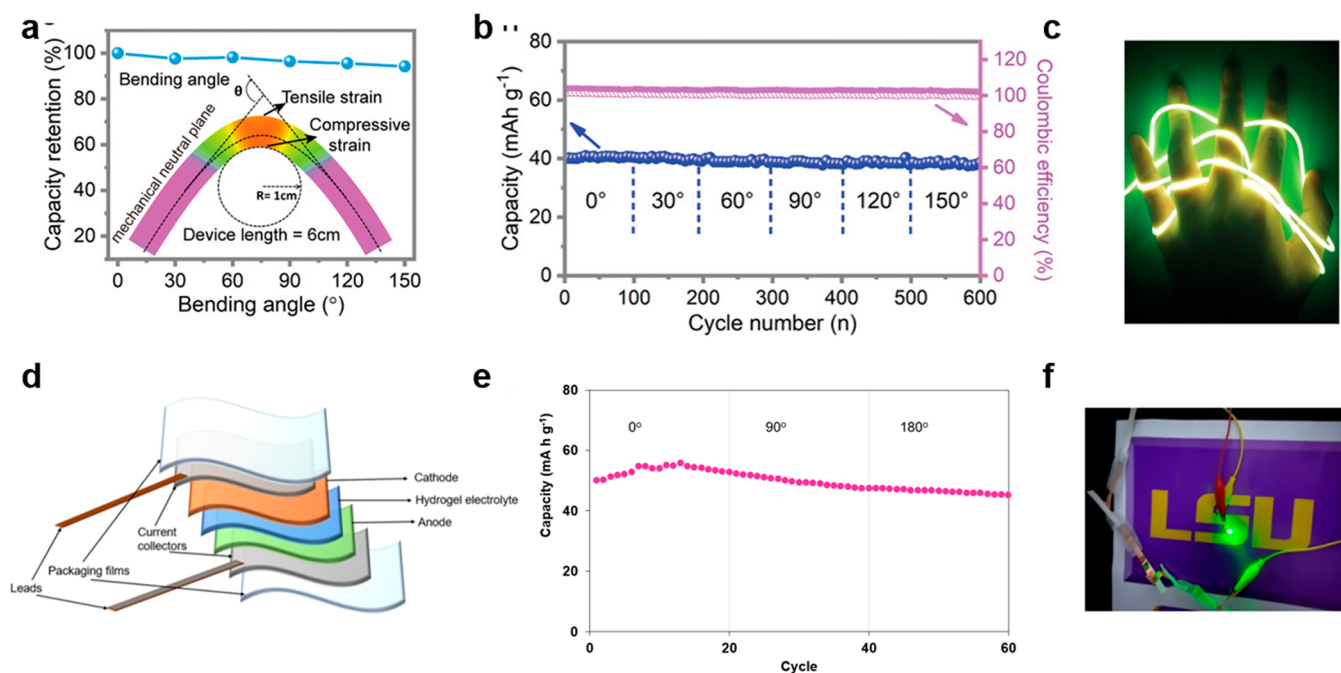 a
100
80
60
40
20
Capacity retention (%)
Bending angle
θ
Tensile strain
Compressive
strain
mechanical neutral plane
R= 1cm
Device length = 6cm
0 30 60 90 120 150
Bending angle (°)
b
80
60
40
20
0
Capacity (mAh g⁻¹)
120
100
80
60
40
20
0
Coulombic efficiency (%)
0° 30° 60° 90° 120° 150°
0 100 200 300 400 500 600
Cycle number (n)
c
d
Cathode
Hydrogel electrolyte
Anode
Current
collectors
Packaging films
Leads
e
80
60
40
20
0
Capacity (mA h g⁻¹)
0° 90° 180°
0 20 40 60
Cycle
f
LSU